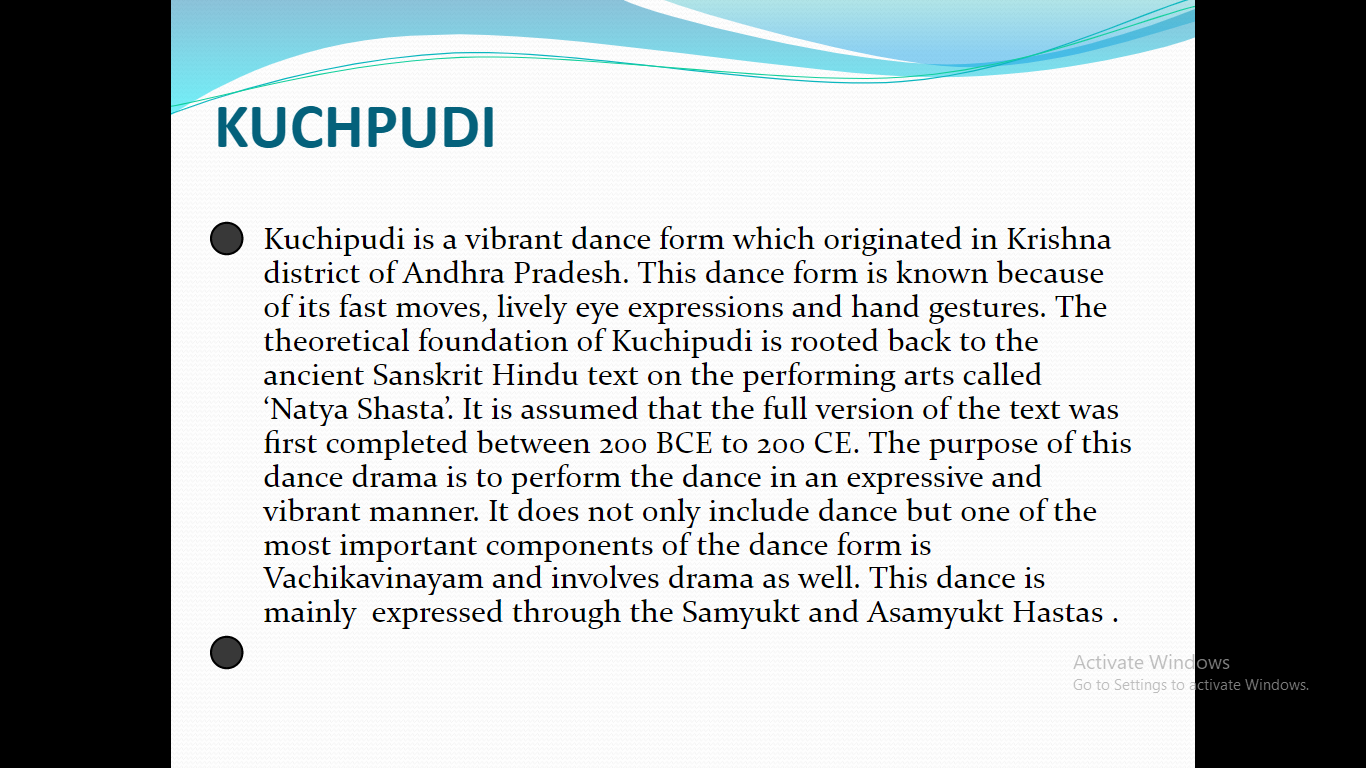 KUCHPUDI
Kuchipudi is a vibrant dance form which originated in Krishna
district of Andhra Pradesh. This dance form is known because
of its fast moves, lively eye expressions and hand gestures. The
theoretical foundation of Kuchipudi is rooted back to the
ancient Sanskrit Hindu text on the performing arts called
‘Natya Shasta’. It is assumed that the full version of the text was
first completed between 200 BCE to 200 CE. The purpose of this
dance drama is to perform the dance in an expressive and
vibrant manner. It does not only include dance but one of the
most important components of the dance form is
Vachikavinayam and involves drama as well. This dance is
mainly  expressed through the Samyukt and Asamyukt Hastas .
Activate Windows
Go to Settings to activate Windows.